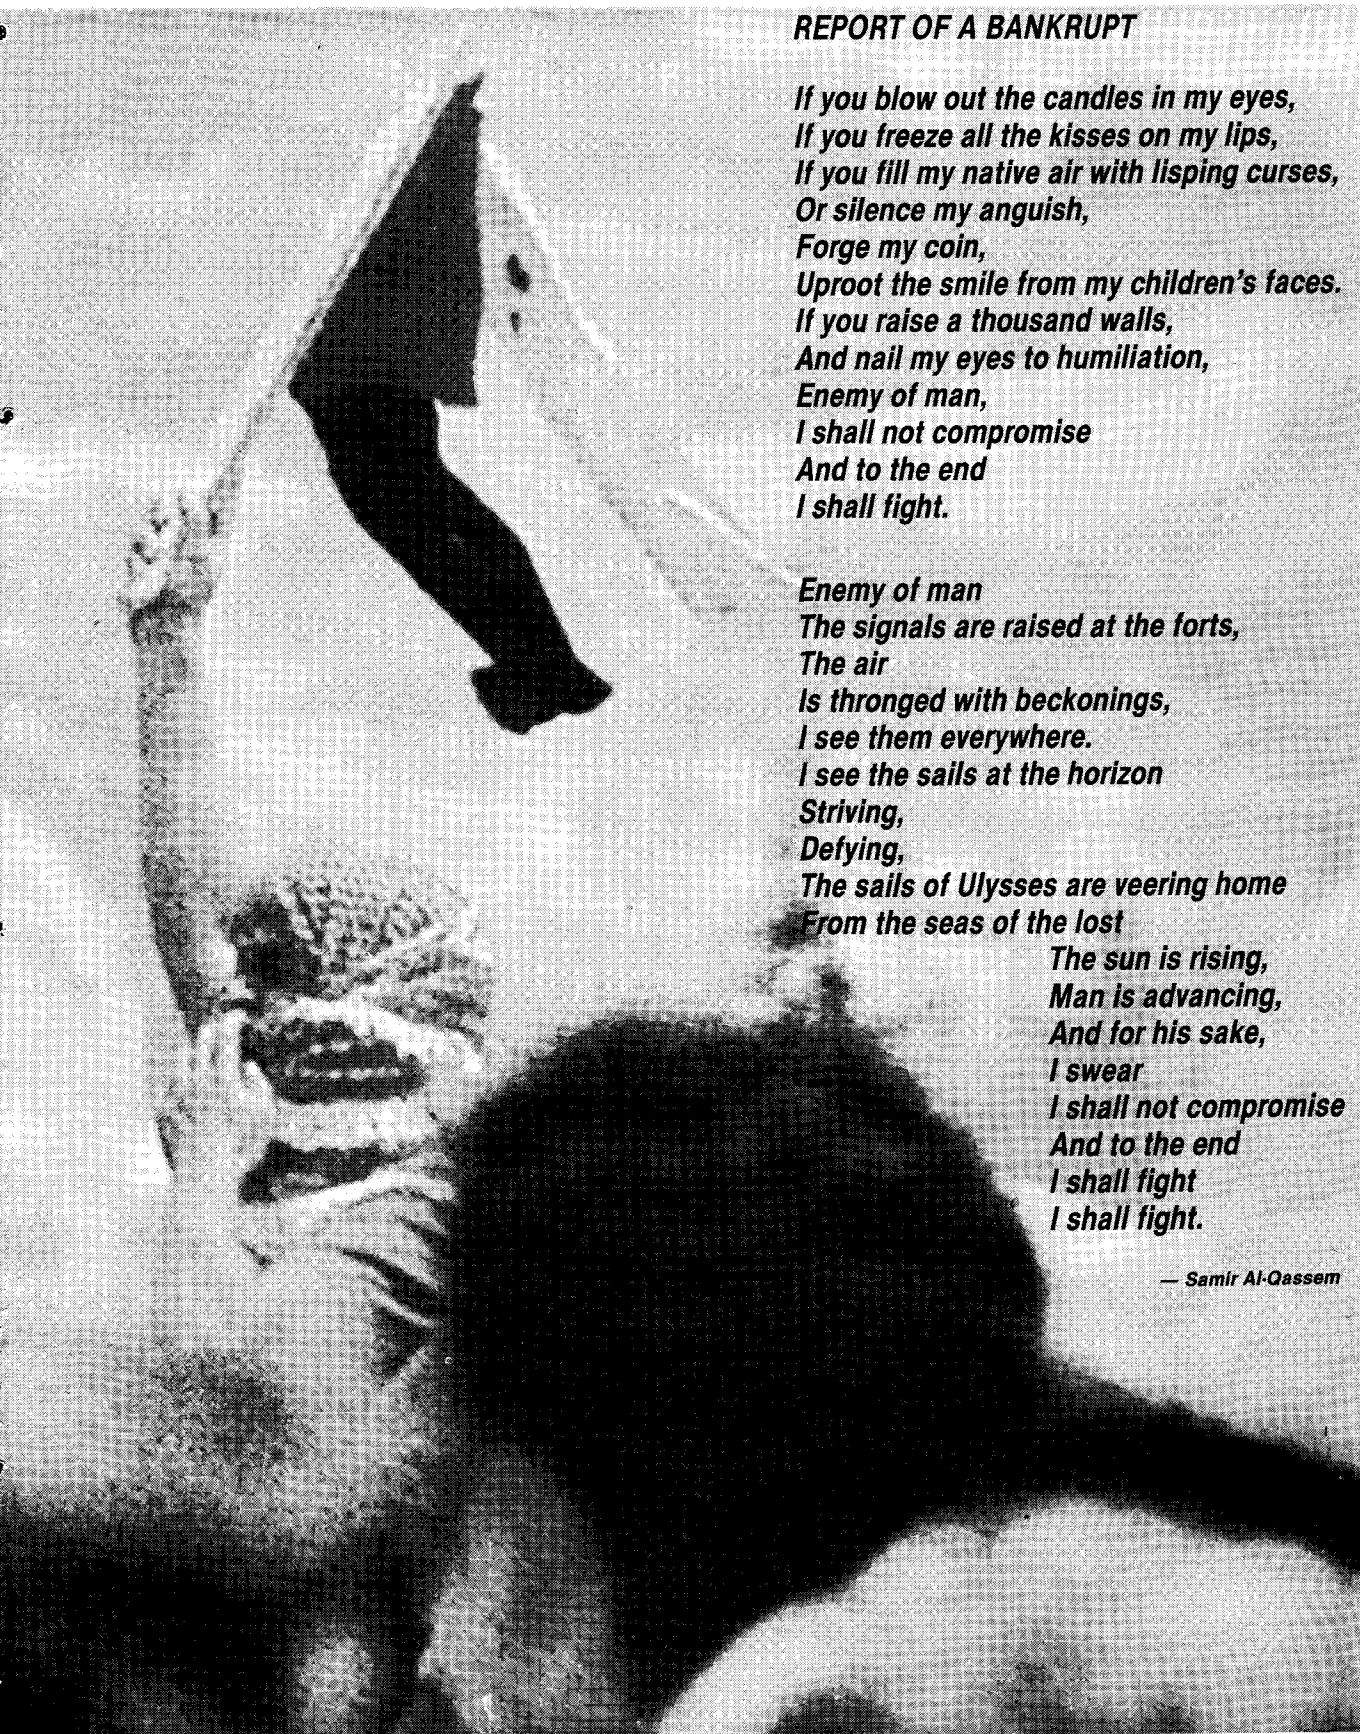 REPORT OF A BANKRUPT
If you blow out the candles in my eyes,
If you freeze all the kisses on my lips,
If you fill my native air with lisping curses,
Or silence my anguish,
Forge my coin,
Uproot the smile from my children's faces.
If you raise a thousand walls,
And nail my eyes to humiliation,
Enemy of man,
I shall not compromise
And to the end
I shall fight.
Enemy of man
The signals are raised at the forts,
The air
Is thronged with beckonings,
I see them everywhere.
I see the sails at the horizon
Striving,
Defying,
The sails of Ulysses are veering home
From the seas of the lost
The sun is rising,
Man is advancing,
And for his sake,
I swear
I shall not compromise
And to the end
I shall fight
I shall fight.
— Samir Al-Qassem